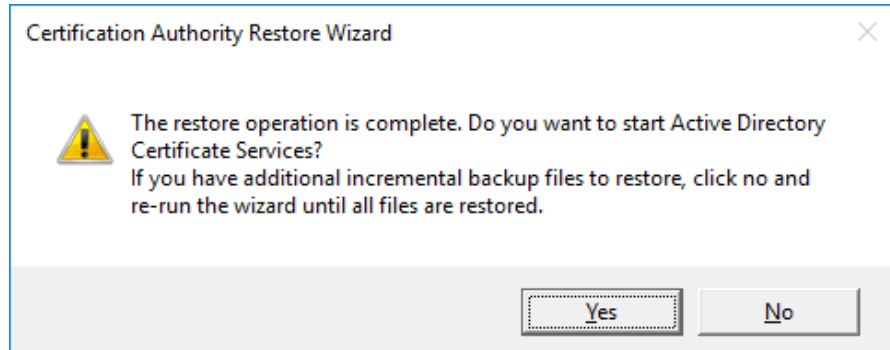 Certification Authority Restore Wizard
The restore operation is complete. Do you want to start Active Directory
Certificate Services?
If you have additional incremental backup files to restore, click no and
re-run the wizard until all files are restored.
Yes
No